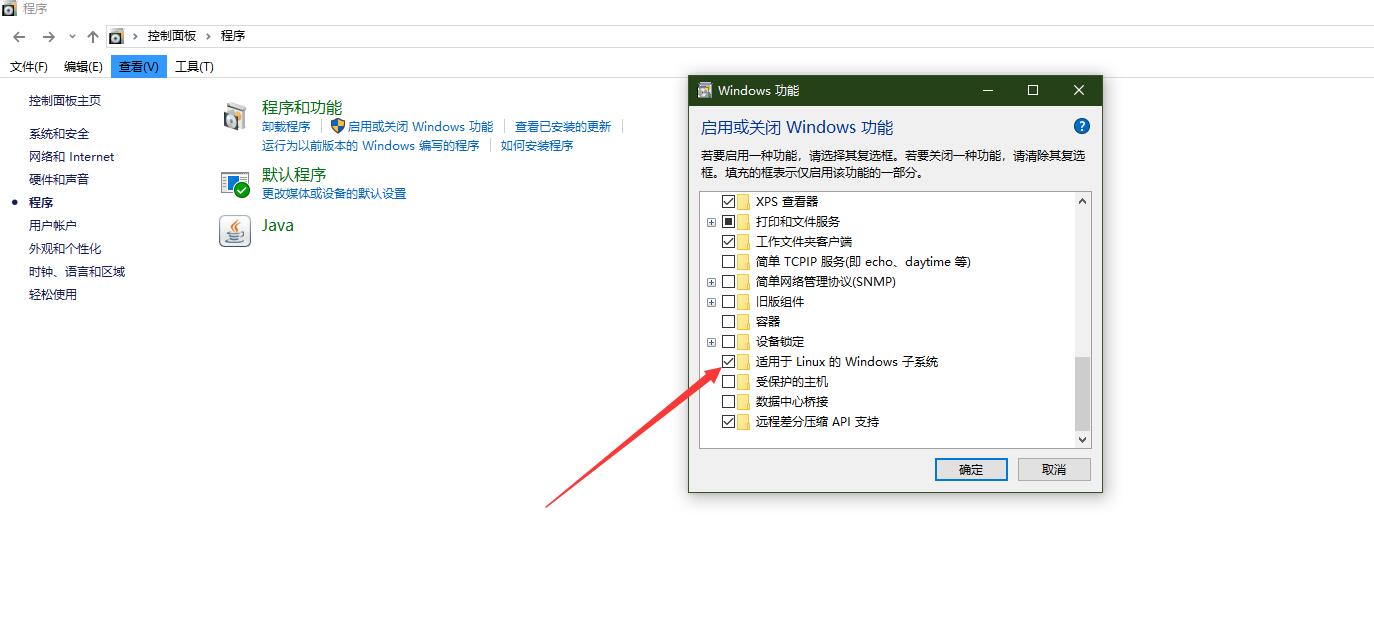 程序
控制面板 › 程序
文件(F) 编辑(E) 查看(V) 工具(T)
控制面板主页
系统和安全
网络和 Internet
硬件和声音
程序
用户帐户
外观和个性化
时钟、语言和区域
轻松使用
程序和功能
卸载程序 启用或关闭 Windows 功能 查看已安装的更新
运行为以前版本的 Windows 编写的程序 如何安装程序
默认程序
更改媒体或设备的默认设置
Java
Windows 功能
启用或关闭 Windows 功能
若要启用一种功能，请选择其复选框。若要关闭一种功能，请清除其复选
框。填充的框表示仅启用该功能的一部分。
XPS 查看器
打印和文件服务
工作文件夹客户端
简单 TCPIP 服务(即 echo、daytime 等)
简单网络管理协议(SNMP)
旧版组件
容器
设备锁定
适用于 Linux 的 Windows 子系统
受保护的主机
数据中心桥接
远程差分压缩 API 支持
确定 取消